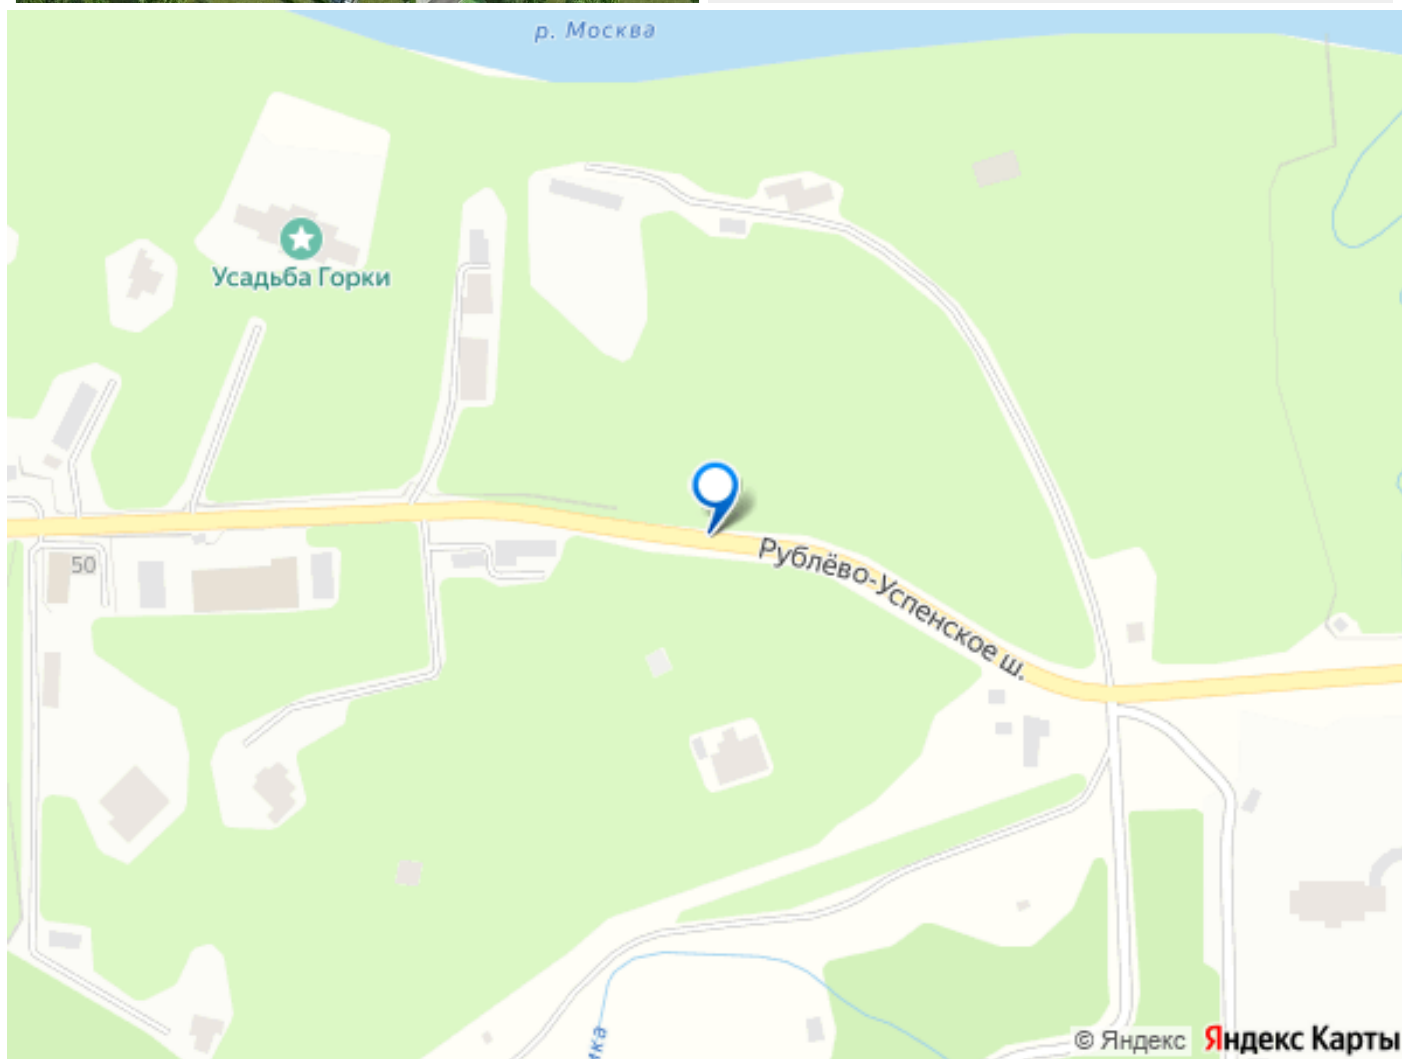 р. Москва
Усадьба Горки
50
Рублёво-Успенское ш.
© Яндекс Яндекс Карты